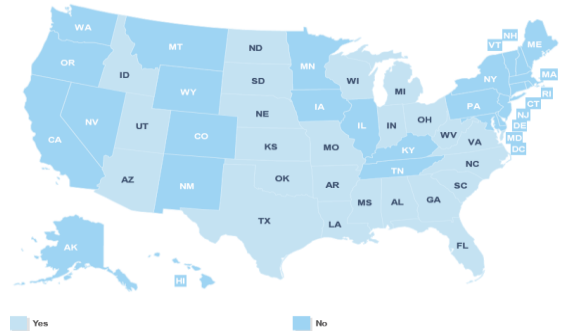 WA
OR
CA
NV
ID
MT
WY
UT
CO
AZ
NM
ND
SD
NE
KS
OK
TX
MN
IA
MO
AR
LA
WI
IL
MI
IN
OH
KY
TN
MS
AL
GA
FL
SC
NC
VA
WV
PA
NY
VT
NH
ME
MA
RI
CT
NJ
DE
MD
DC
AK
HI
Yes
No